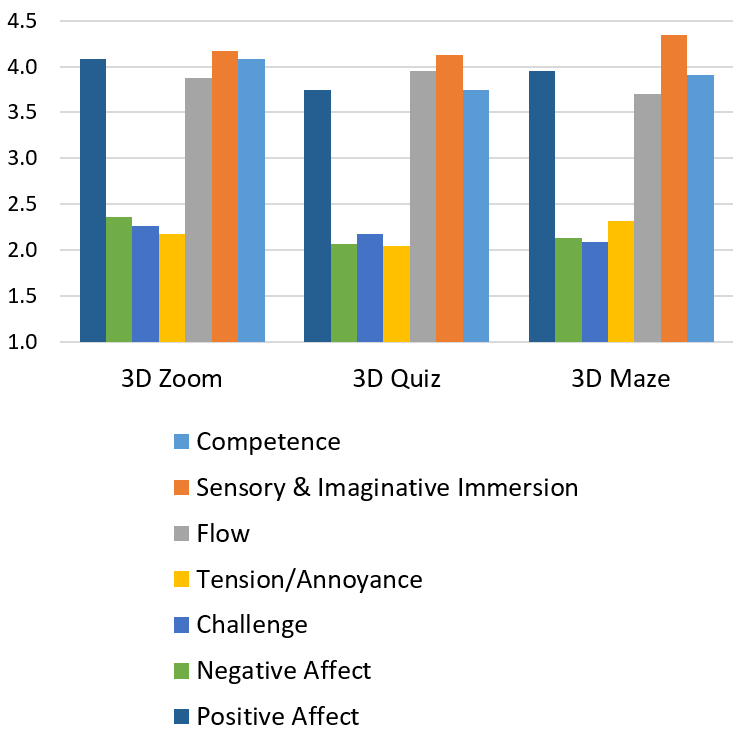 4.5
4.0
3.5
3.0
2.5
2.0
1.5
1.0
3D Zoom 3D Quiz 3D Maze
Competence
Sensory & Imaginative Immersion
Flow
Tension/Annoyance
Challenge
Negative Affect
Positive Affect